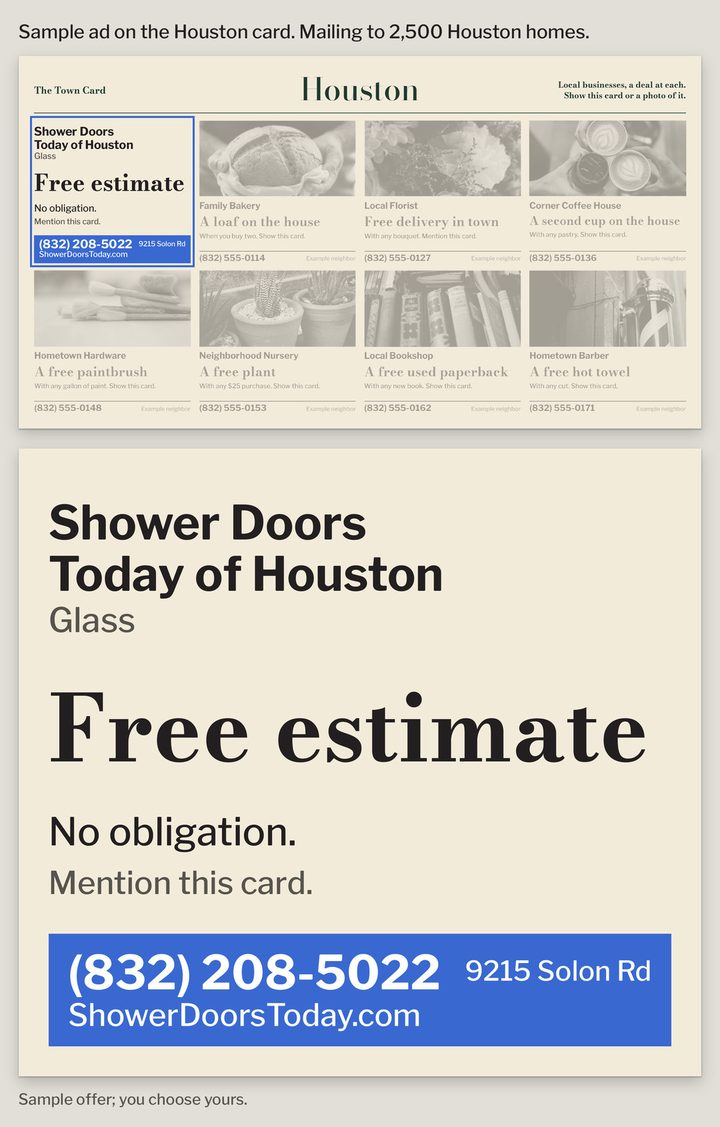 Sample ad on the Houston card. Mailing to 2,500 Houston homes.
The Town Card
Houston
Local businesses, a deal at each.
Show this card or a photo of it.
Shower Doors
Today of Houston
Glass
Free estimate
No obligation.
Mention this card.
(832) 208-5022 9215 Solon Rd
ShowerDoorsToday.com
Family Bakery
A loaf on the house
When you buy two. Show this card.
(832) 555-0114 Example neighbor
Local Florist
Free delivery in town
With any bouquet. Mention this card.
(832) 555-0127 Example neighbor
Corner Coffee House
A second cup on the house
With any pastry. Show this card.
(832) 555-0136 Example neighbor
Hometown Hardware
A free paintbrush
With any gallon of paint. Show this card.
(832) 555-0148 Example neighbor
Neighborhood Nursery
A free plant
With any $25 purchase. Show this card.
(832) 555-0153 Example neighbor
Local Bookshop
A free used paperback
With any new book. Show this card.
(832) 555-0162 Example neighbor
Hometown Barber
A free hot towel
With any cut. Show this card.
(832) 555-0171 Example neighbor
Shower Doors
Today of Houston
Glass
Free estimate
No obligation.
Mention this card.
(832) 208-5022 9215 Solon Rd
ShowerDoorsToday.com
Sample offer; you choose yours.